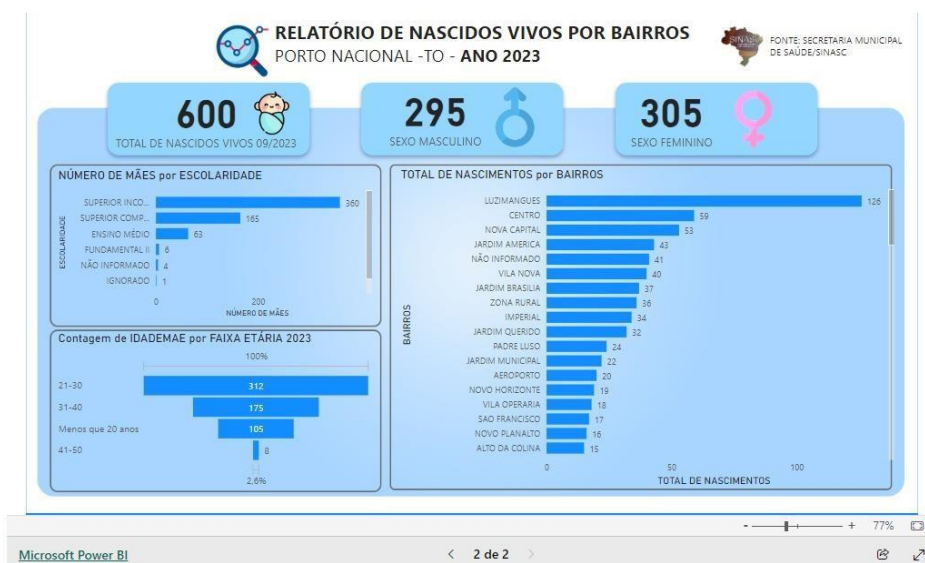 RELATÓRIO DE NASCIDOS VIVOS POR BAIRROS
PORTO NACIONAL -TO - ANO 2023
SINASC
FONTE: SECRETARIA MUNICIPAL
DE SAÚDE/SINASC
600
TOTAL DE NASCIDOS VIVOS 09/2023
295
SEXO MASCULINO
305
SEXO FEMININO
NÚMERO DE MÃES por ESCOLARIDADE
ESCOLARIDADE
SUPERIOR INCO... 360
SUPERIOR COMP... 165
ENSINO MÉDIO 63
FUNDAMENTAL II 6
NÃO INFORMADO 4
IGNORADO 1
0 200
NÚMERO DE MÃES
Contagem de IDADEMAE por FAIXA ETÁRIA 2023
100%
21-30 312
31-40 175
Menos que 20 anos 105
41-50 8
2,6%
TOTAL DE NASCIMENTOS por BAIRROS
BAIRROS
LUZIMANGUES 126
CENTRO 59
NOVA CAPITAL 53
JARDIM AMERICA 43
NÃO INFORMADO 41
VILA NOVA 40
JARDIM BRASILIA 37
ZONA RURAL 36
IMPERIAL 34
JARDIM QUERIDO 32
PADRE LUSO 24
JARDIM MUNICIPAL 22
AEROPORTO 20
NOVO HORIZONTE 19
VILA OPERARIA 18
SAO FRANCISCO 17
NOVO PLANALTO 16
ALTO DA COLINA 15
0 50 100
TOTAL DE NASCIMENTOS
- + 77%
Microsoft Power BI
< 2 de 2 >